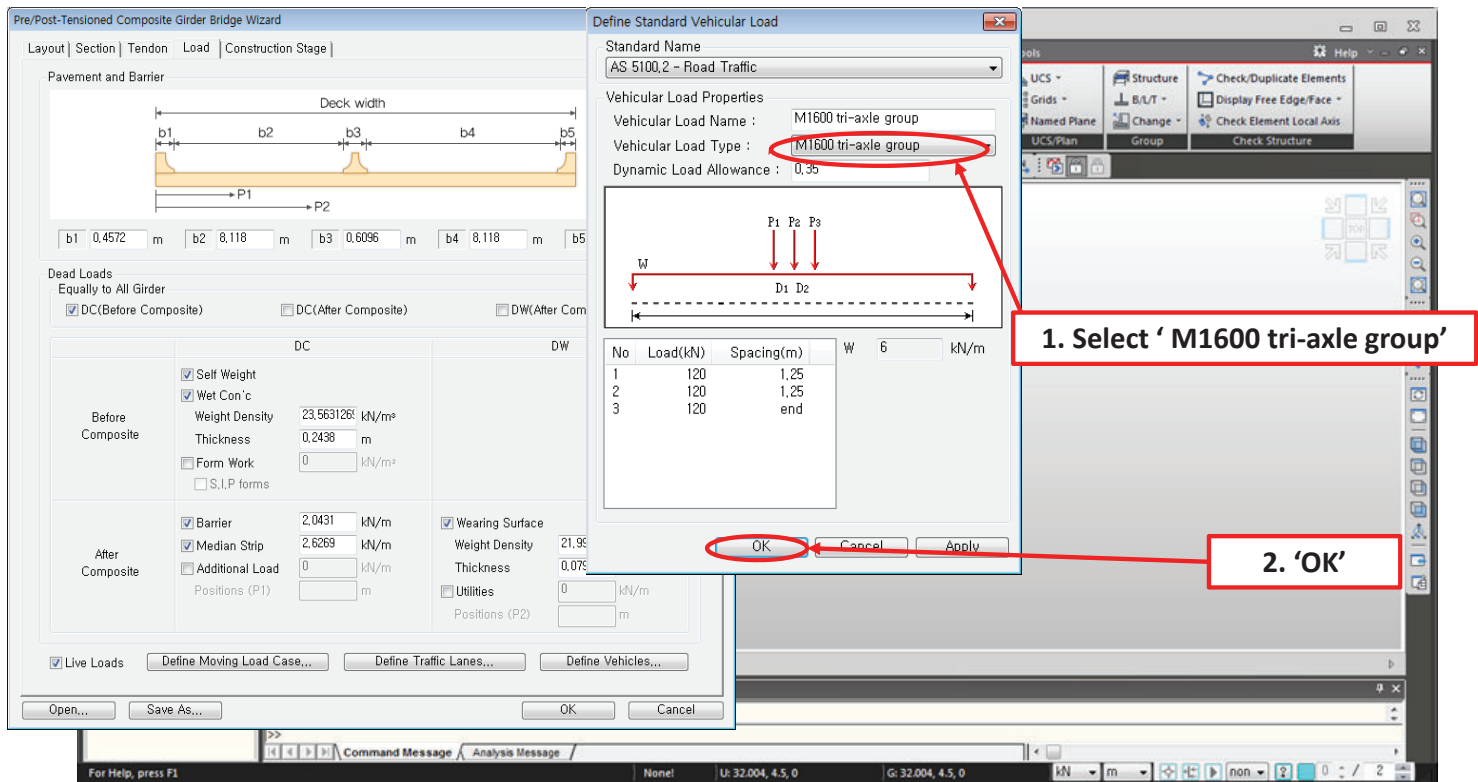 Pre/Post-Tensioned Composite Girder Bridge Wizard
Layout Section Tendon Load Construction Stage
Pavement and Barrier
Deck width
b1 b2 b3 b4 b5
P1
P2
b1 0,4572 m b2 8,118 m b3 0,6096 m b4 8,118 m b5
Dead Loads
Equally to All Girder
DC(Before Composite) DC(After Composite) DW(After Com
DC DW
Before
Composite
Self Weight
Wet Con'c
Weight Density kN/m³
Thickness 0,2438 m
Form Work 0 kN/m²
S,I,P forms
After
Composite
Barrier 2,0431 kN/m
Median Strip 2,6269 kN/m
Additional Load 0 kN/m
Positions (P1) m
Wearing Surface
Weight Density 21,99
Thickness 0,079
Utilities 0 kN/m
Positions (P2) m
Live Loads Define Moving Load Case,,, Define Traffic Lanes,,, Define Vehicles,,,
Open,,, Save As,,, OK Cancel
Define Standard Vehicular Load
Standard Name
AS 5100,2 - Road Traffic
Vehicular Load Properties
Vehicular Load Name : M1600 tri-axle group
Vehicular Load Type : M1600 tri-axle group
Dynamic Load Allowance : 0,35
P1 P2 P3
W
D1 D2
No Load(kN) Spacing(m)
1 120 1,25
2 120 1,25
3 120 end
W 6 kN/m
OK Cancel Apply
1. Select ‘ M1600 tri-axle group’
2. ‘OK’
ools Help
UCS Structure Check/Duplicate Elements
Grids B/L/T Display Free Edge/Face
Named Plane Change Check Element Local Axis
UCS/Plan Group Check Structure
TOP
>>
Command Message Analysis Message
For Help, press F1 None! U: 32.004, 4.5, 0 G: 32.004, 4.5, 0 kN m non ? 0 / 2